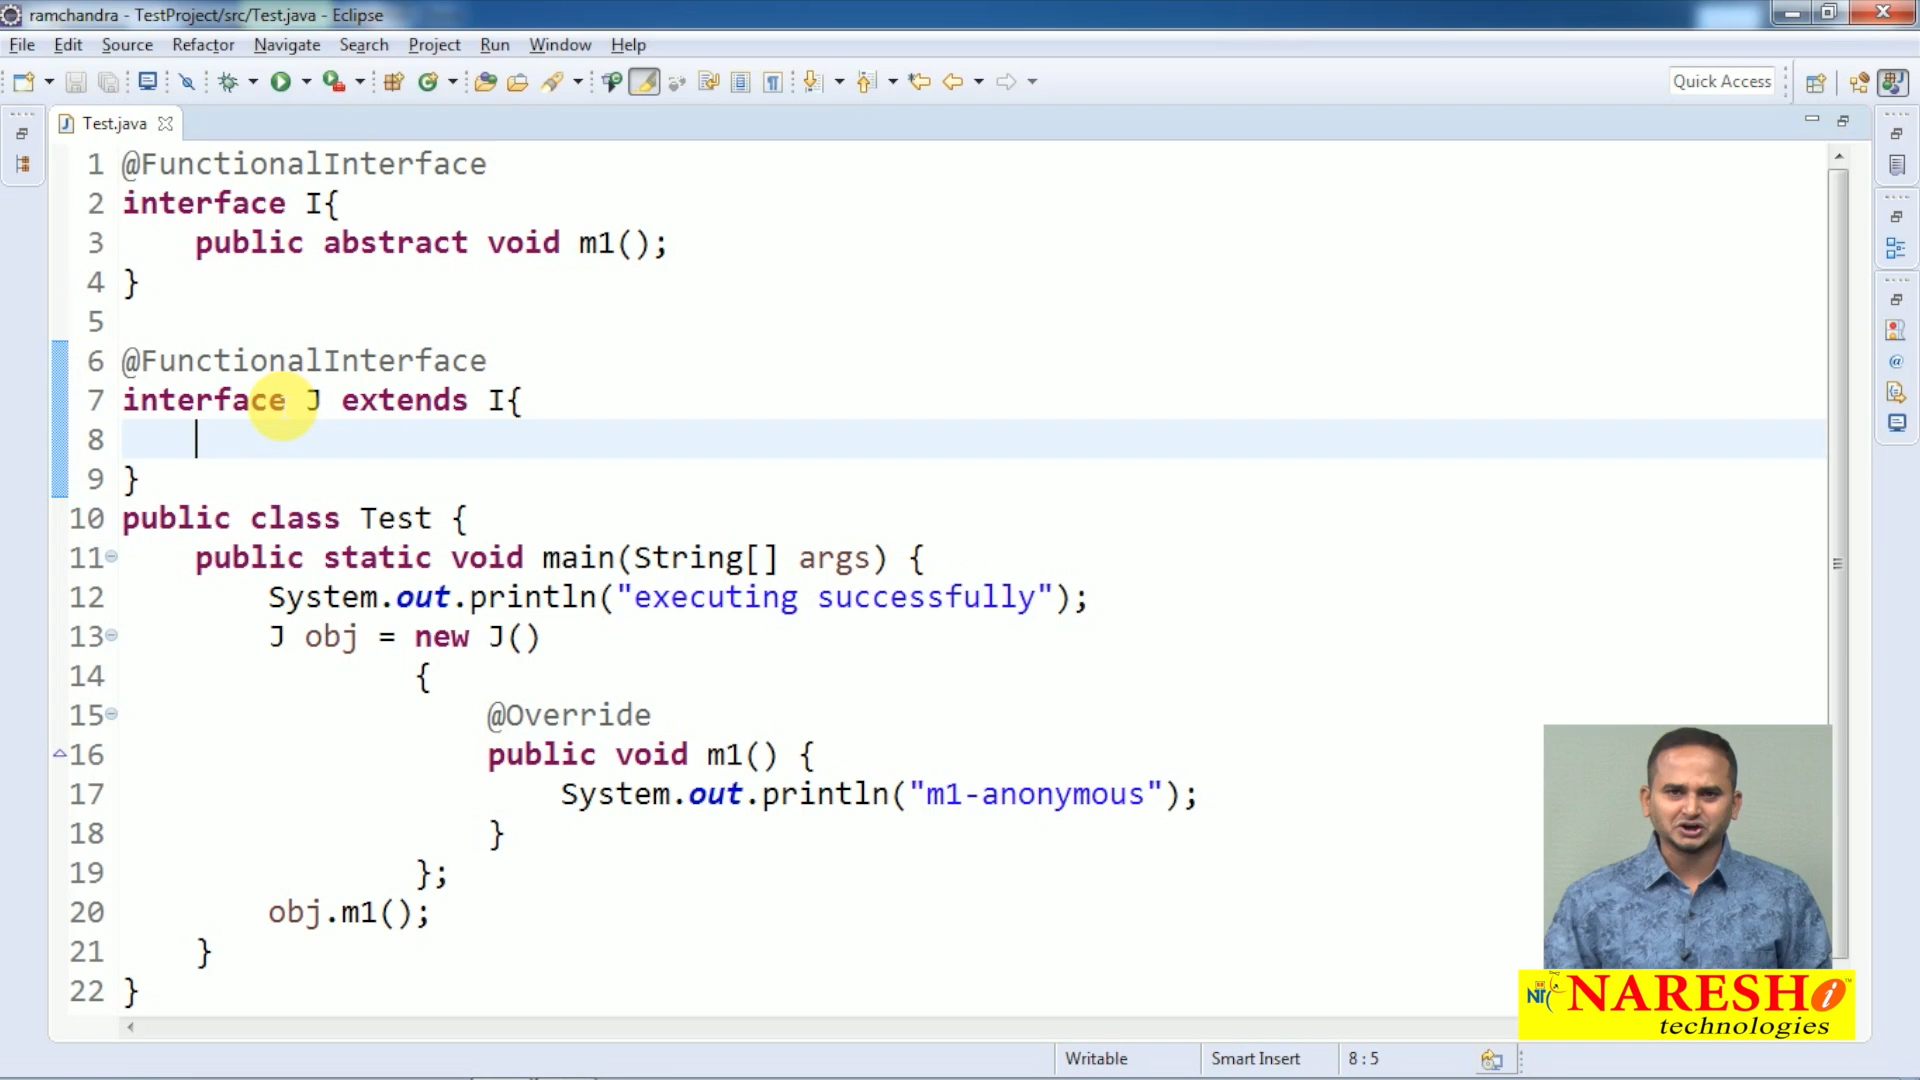 ramchandra - TestProject/src/Test.java - Eclipse
File Edit Source Refactor Navigate Search Project Run Window Help
Quick Access
Test.java
1 @FunctionalInterface
2 interface I{
3 public abstract void m1();
4 }
5
6 @FunctionalInterface
7 interface J extends I{
8
9 }
10 public class Test {
11 public static void main(String[] args) {
12 System.out.println("executing successfully");
13 J obj = new J()
14 {
15 @Override
16 public void m1() {
17 System.out.println("m1-anonymous");
18 }
19 };
20 obj.m1();
21 }
22 }
NARESH i
technologies
Writable Smart Insert 8 : 5